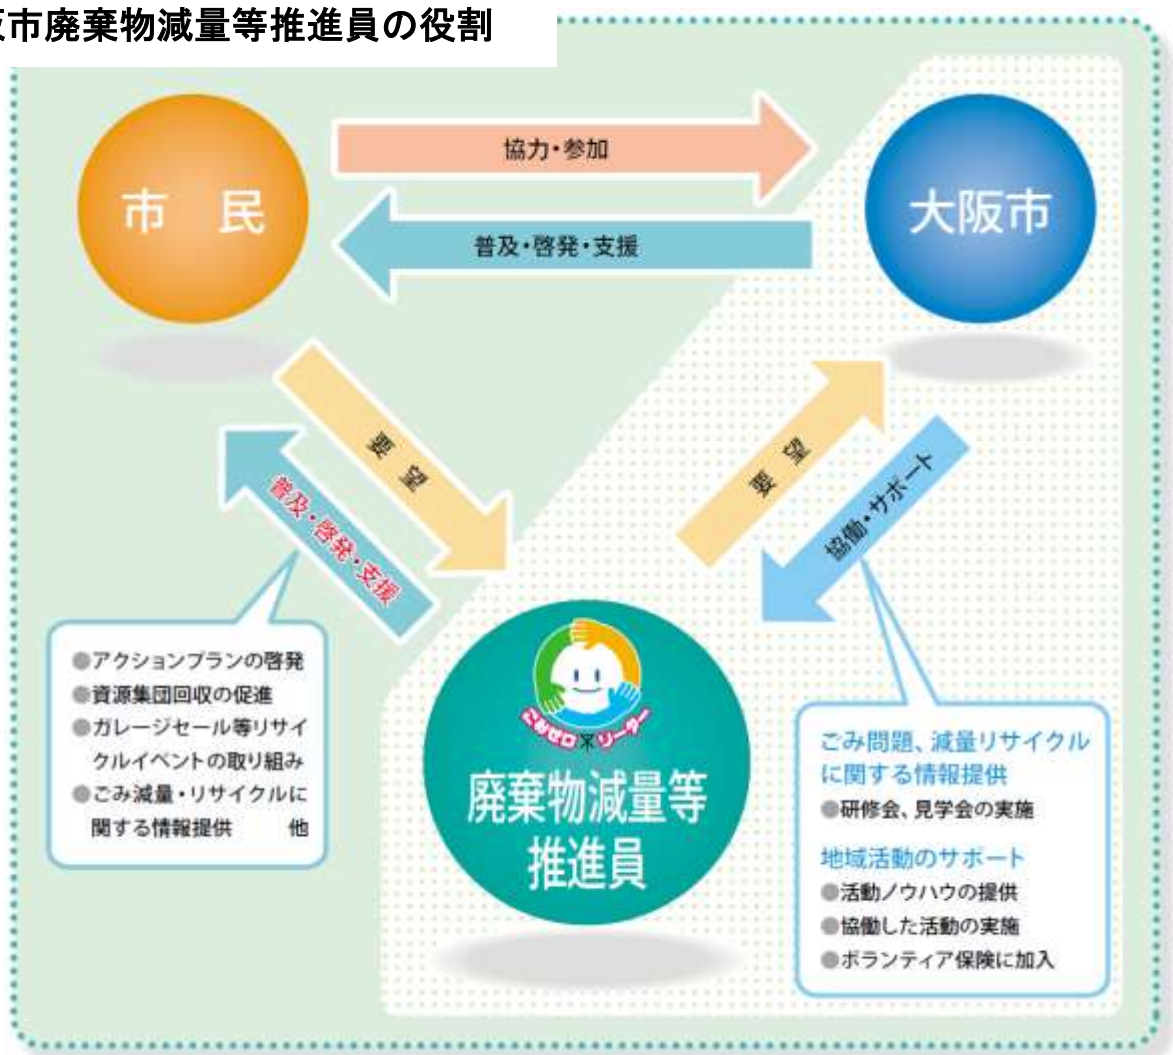 市廃棄物減量等推進員の役割
市 民
協力・参加
大阪市
普及・啓発・支援
要 望
要 望
普及・啓発・支援
協働・サポート
●アクションプランの啓発
●資源集団回収の促進
●ガレージセール等リサイ
クルイベントの取り組み
●ごみ減量・リサイクルに
関する情報提供 他
ごみゼロ リーダー
廃棄物減量等
推進員
ごみ問題、減量リサイクル
に関する情報提供
●研修会、見学会の実施
地域活動のサポート
●活動ノウハウの提供
●協働した活動の実施
●ボランティア保険に加入